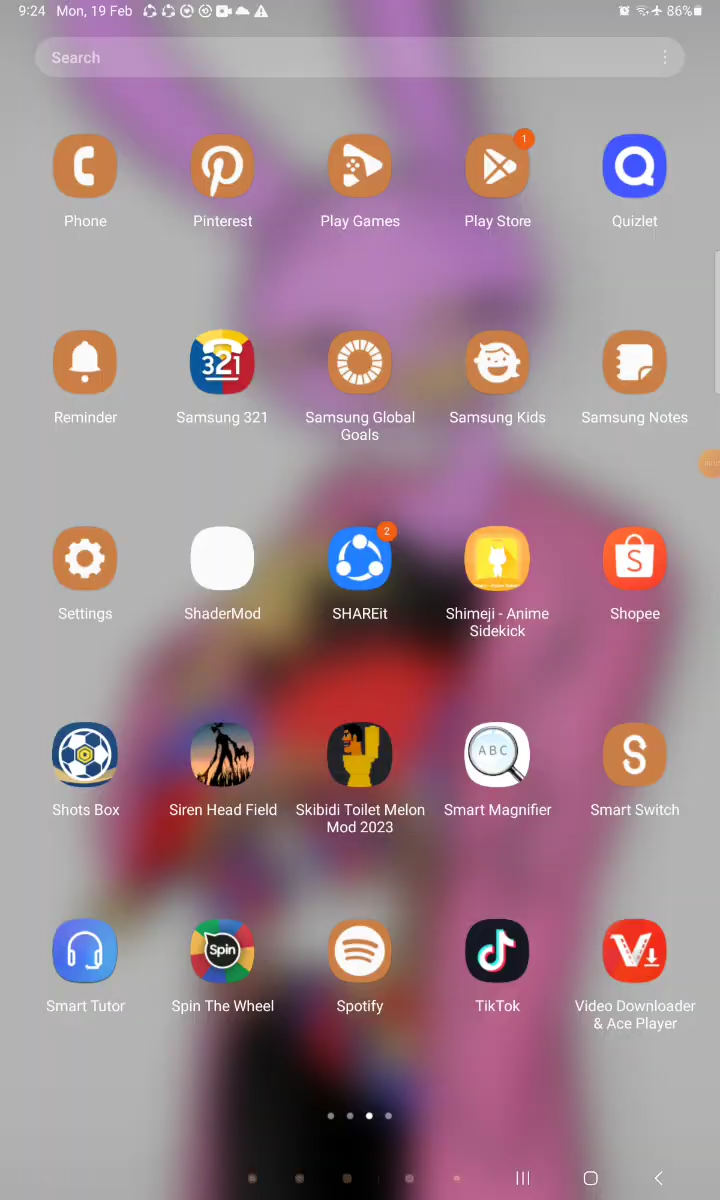 9:24 Mon, 19 Feb 86%
Search
Phone Pinterest Play Games Play Store Quizlet
1
Reminder Samsung 321 Samsung Global Goals Samsung Kids Samsung Notes
321
Settings ShaderMod SHAREit Shimeji - Anime Sidekick Shopee
2
S
Shots Box Siren Head Field Skibidi Toilet Melon Mod 2023 Smart Magnifier Smart Switch
ABC
S
Smart Tutor Spin The Wheel Spotify TikTok Video Downloader & Ace Player
Spin